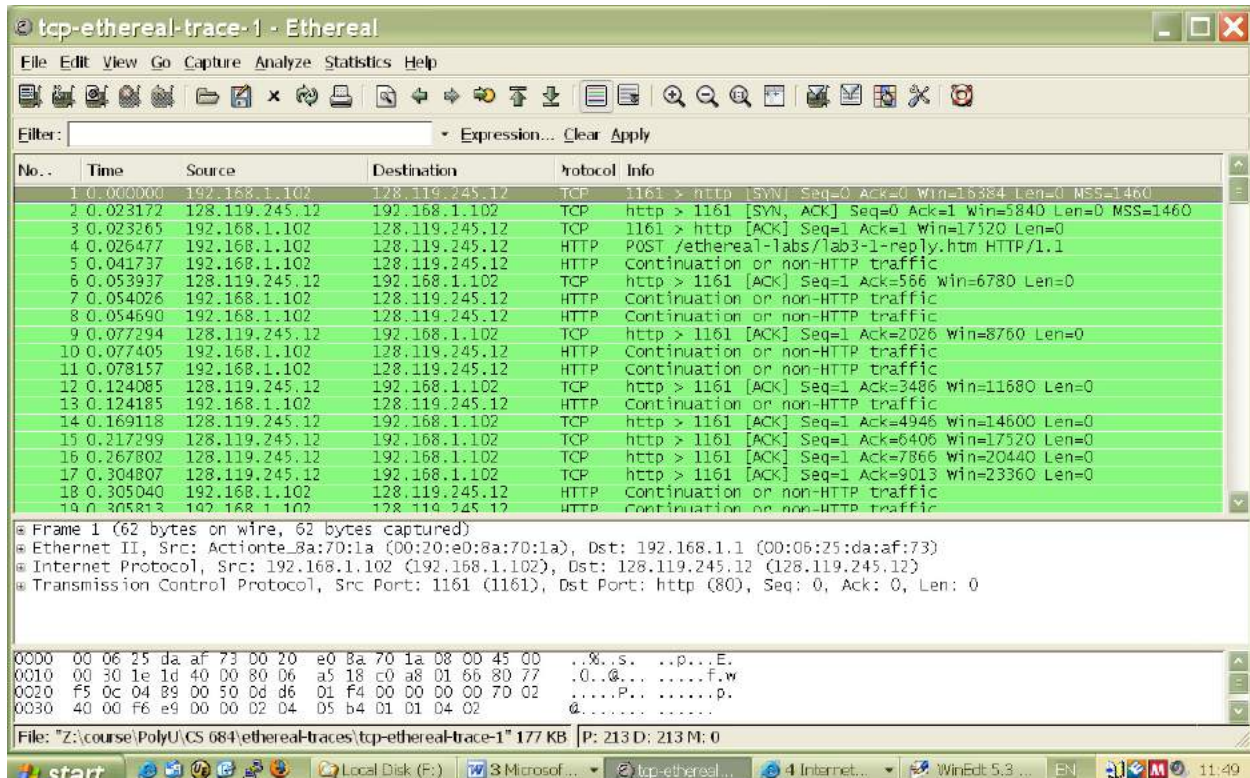 tcp-ethereal-trace-1 - Ethereal
File Edit View Go Capture Analyze Statistics Help
Filter: Expression... Clear Apply
No. . Time Source Destination Protocol Info
1 0.000000 192.168.1.102 128.119.245.12 TCP 1161 > http [SYN] Seq=0 Ack=0 Win=16384 Len=0 MSS=1460
2 0.023172 128.119.245.12 192.168.1.102 TCP http > 1161 [SYN, ACK] Seq=0 Ack=1 Win=5840 Len=0 MSS=1460
3 0.023265 192.168.1.102 128.119.245.12 TCP 1161 > http [ACK] Seq=1 Ack=1 Win=17520 Len=0
4 0.026477 192.168.1.102 128.119.245.12 HTTP POST /ethereal-labs/lab3-1-reply.htm HTTP/1.1
5 0.041737 192.168.1.102 128.119.245.12 HTTP Continuation or non-HTTP traffic
6 0.053937 128.119.245.12 192.168.1.102 TCP http > 1161 [ACK] Seq=1 Ack=566 Win=6780 Len=0
7 0.054026 192.168.1.102 128.119.245.12 HTTP Continuation or non-HTTP traffic
8 0.054690 192.168.1.102 128.119.245.12 HTTP Continuation or non-HTTP traffic
9 0.077294 128.119.245.12 192.168.1.102 TCP http > 1161 [ACK] Seq=1 Ack=2026 Win=8760 Len=0
10 0.077405 192.168.1.102 128.119.245.12 HTTP Continuation or non-HTTP traffic
11 0.078157 192.168.1.102 128.119.245.12 HTTP Continuation or non-HTTP traffic
12 0.124085 128.119.245.12 192.168.1.102 TCP http > 1161 [ACK] Seq=1 Ack=3486 Win=11680 Len=0
13 0.124185 192.168.1.102 128.119.245.12 HTTP Continuation or non-HTTP traffic
14 0.169118 128.119.245.12 192.168.1.102 TCP http > 1161 [ACK] Seq=1 Ack=4946 Win=14600 Len=0
15 0.217299 128.119.245.12 192.168.1.102 TCP http > 1161 [ACK] Seq=1 Ack=6406 Win=17520 Len=0
16 0.267802 128.119.245.12 192.168.1.102 TCP http > 1161 [ACK] Seq=1 Ack=7866 Win=20440 Len=0
17 0.304807 128.119.245.12 192.168.1.102 TCP http > 1161 [ACK] Seq=1 Ack=9013 Win=23360 Len=0
18 0.305040 192.168.1.102 128.119.245.12 HTTP Continuation or non-HTTP traffic
19 0.305813 192.168.1.102 128.119.245.12 HTTP Continuation or non-HTTP traffic
Frame 1 (62 bytes on wire, 62 bytes captured)
Ethernet II, Src: Actionte_8a:70:1a (00:20:e0:8a:70:1a), Dst: 192.168.1.1 (00:06:25:da:af:73)
Internet Protocol, Src: 192.168.1.102 (192.168.1.102), Dst: 128.119.245.12 (128.119.245.12)
Transmission Control Protocol, Src Port: 1161 (1161), Dst Port: http (80), Seq: 0, Ack: 0, Len: 0
0000 00 06 25 da af 73 00 20 e0 8a 70 1a 08 00 45 00 ..%..s. ..p...E.
0010 00 30 1e 1d 40 00 80 06 a5 18 c0 a8 01 66 80 77 .0..@... .....f.w
0020 f5 0c 04 89 00 50 0d d6 01 f4 00 00 00 00 70 02 .....P.. ......p.
0030 40 00 f6 e9 00 00 02 04 05 b4 01 01 04 02 @....... ......
File: "Z:\course\PolyU\CS 684\ethereal-traces\tcp-ethereal-trace-1" 177 KB P: 213 D: 213 M: 0
start Local Disk (F:) 3 Microsof... tcp-ethereal... 4 Internet... WinEdt 5.3 ... EN 11:49